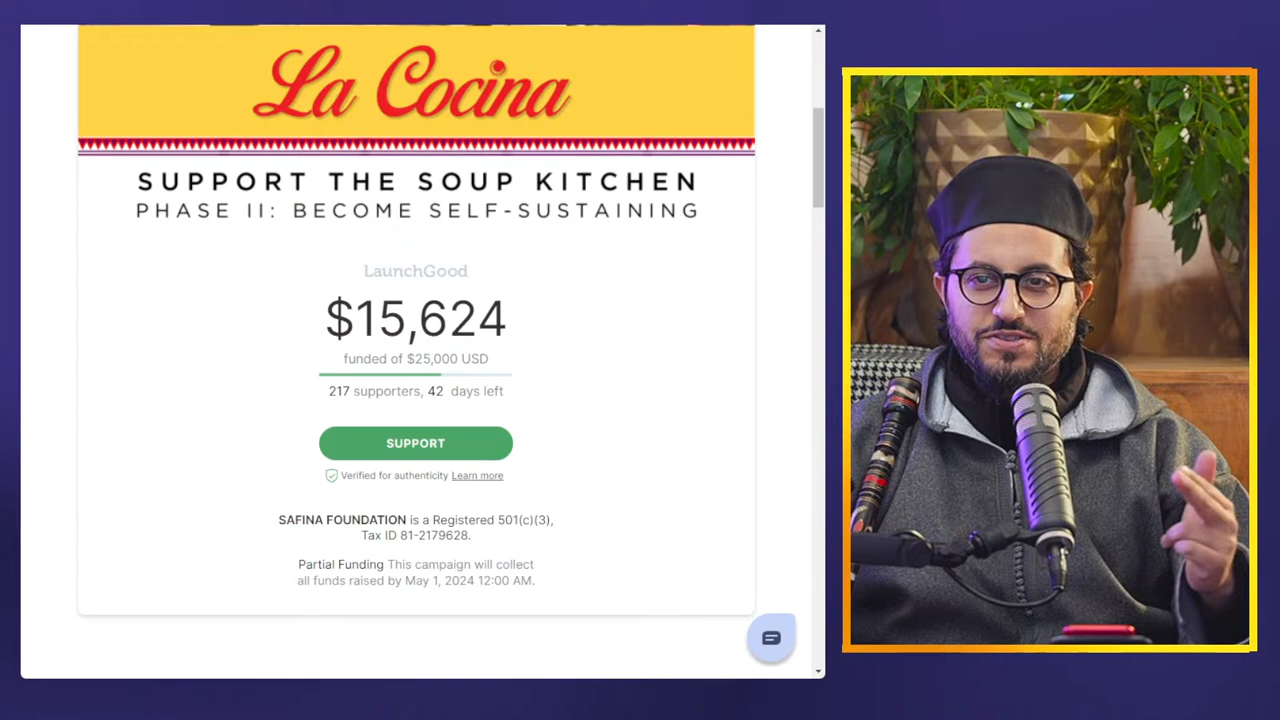 La Cocina
SUPPORT THE SOUP KITCHEN
PHASE II: BECOME SELF-SUSTAINING
LaunchGood
$15,624
funded of $25,000 USD
217 supporters, 42 days left
SUPPORT
Verified for authenticity Learn more
SAFINA FOUNDATION is a Registered 501(c)(3),
Tax ID 81-2179628.
Partial Funding This campaign will collect
all funds raised by May 1, 2024 12:00 AM.